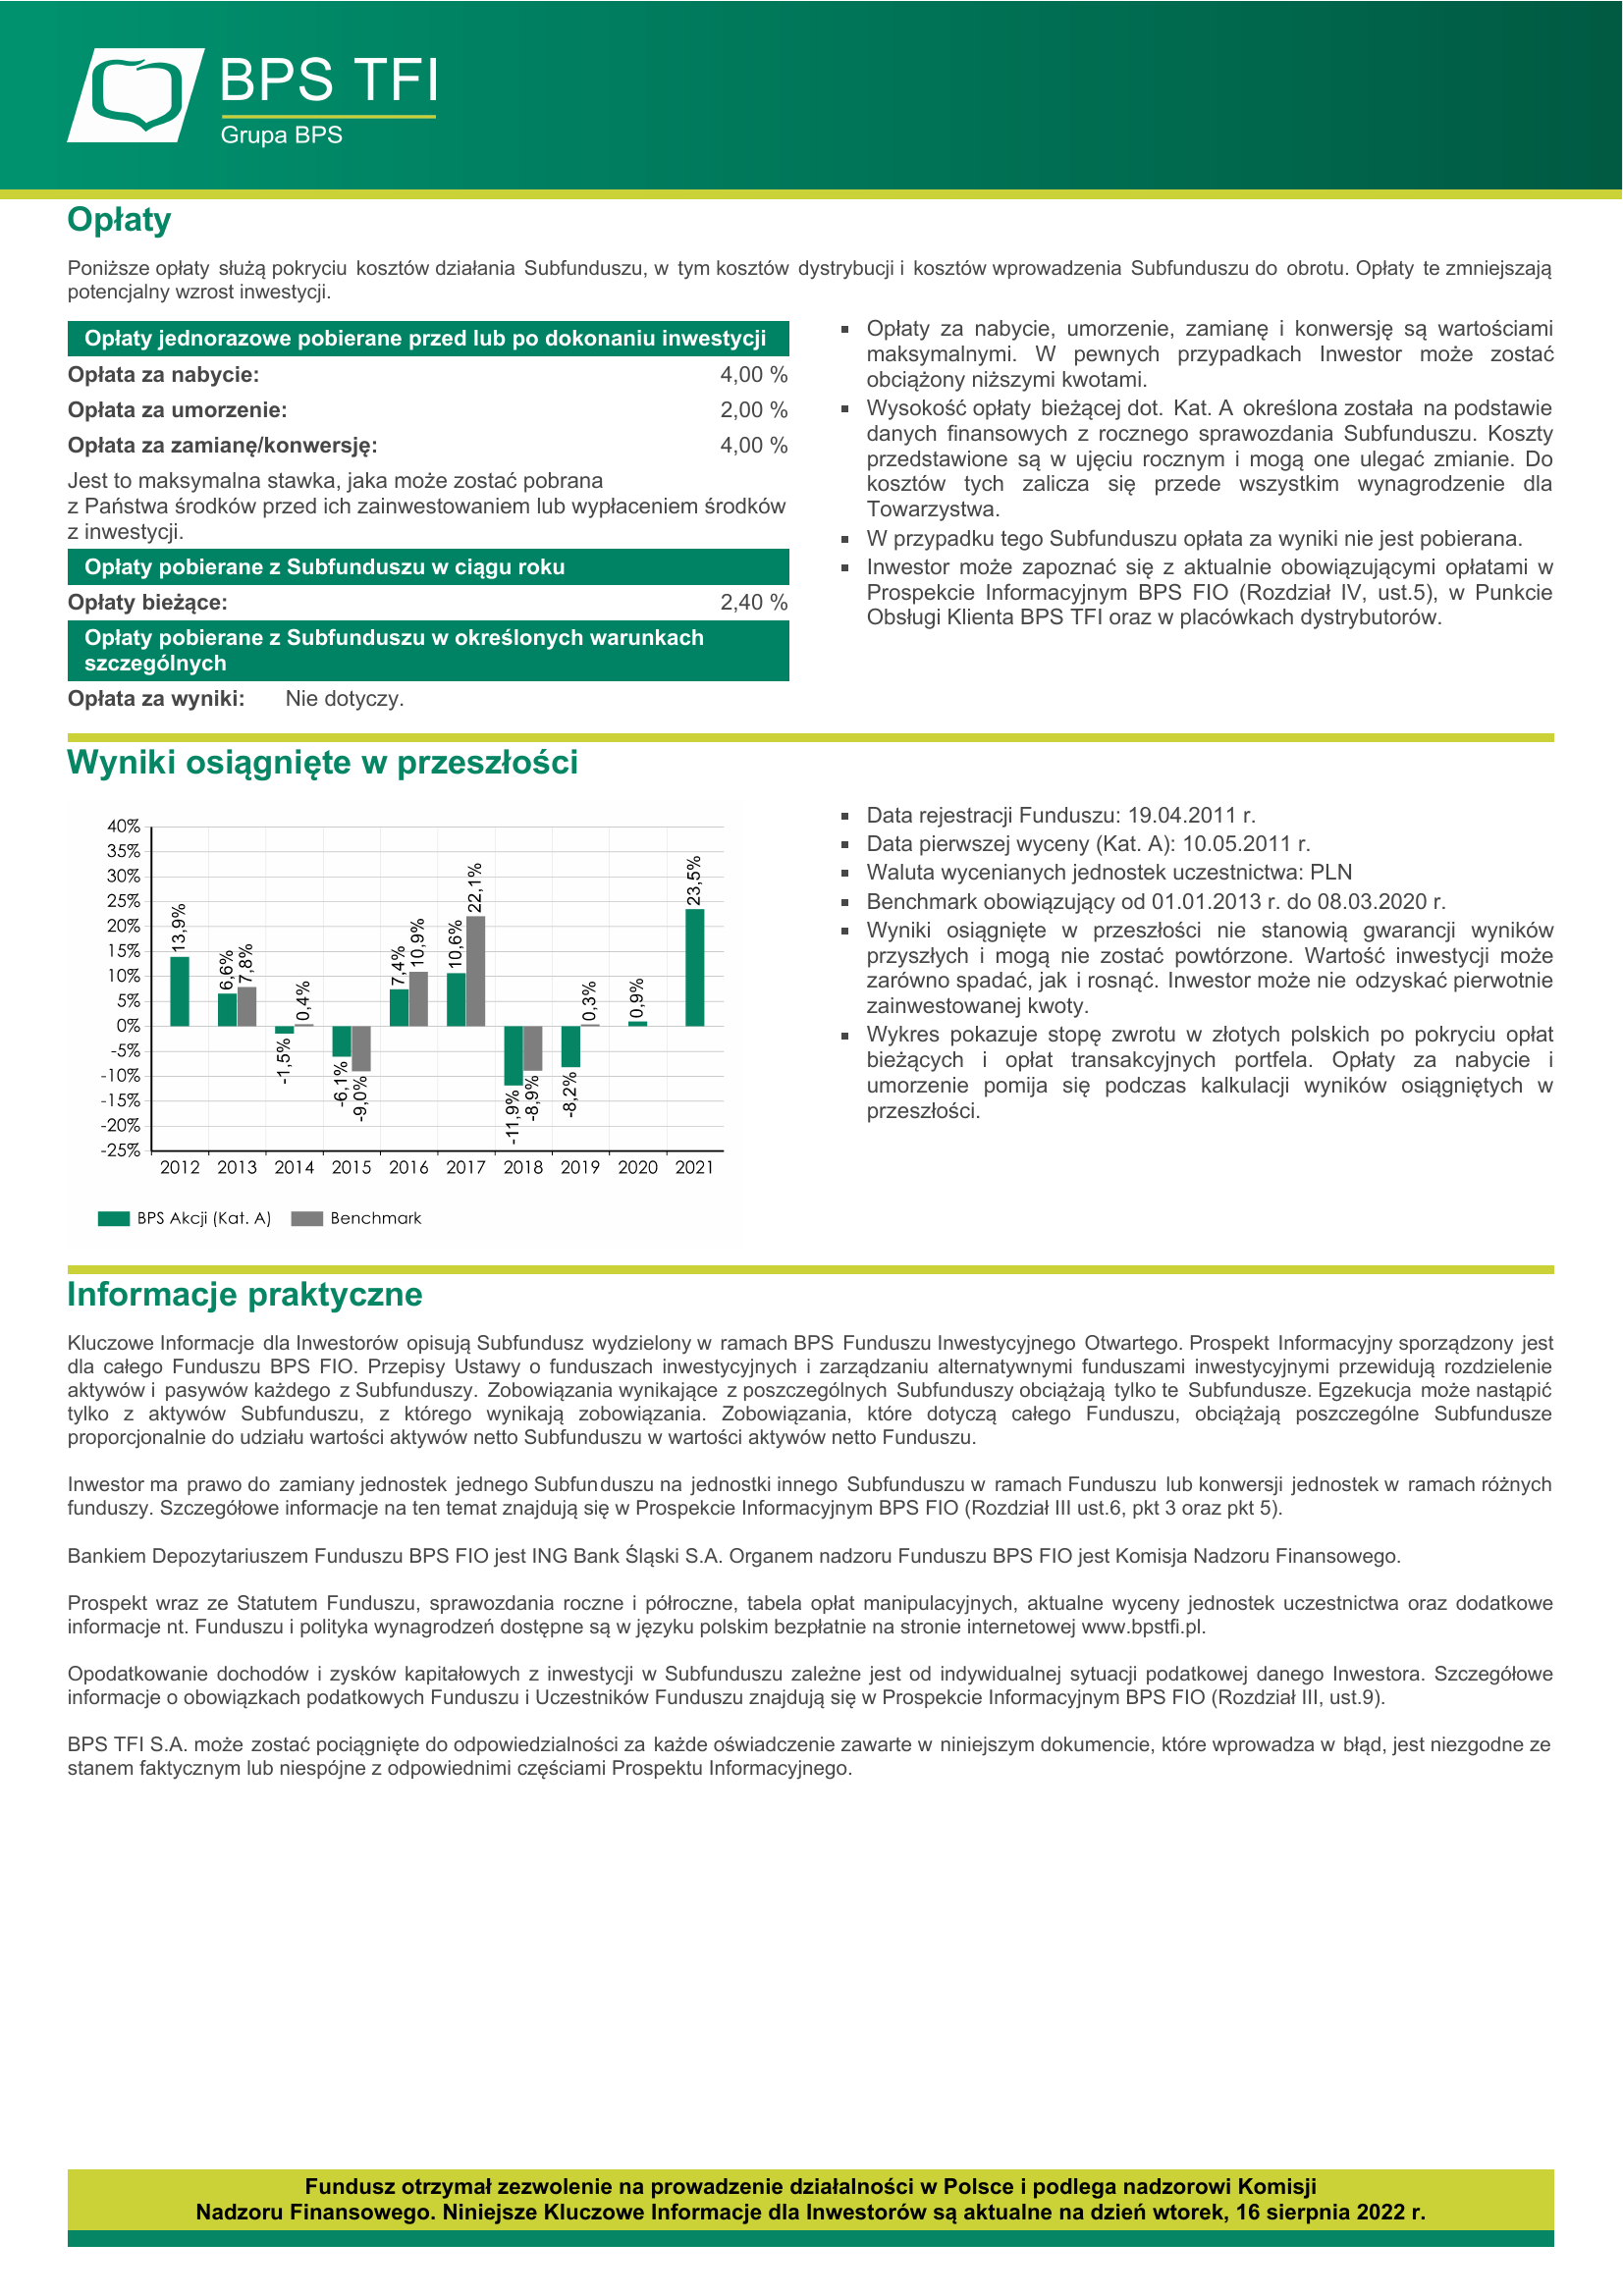 BPS TFI
Grupa BPS
Opłaty
Poniższe opłaty służą pokryciu kosztów działania Subfunduszu, w tym kosztów dystrybucji i kosztów wprowadzenia Subfunduszu do obrotu. Opłaty te zmniejszają
potencjalny wzrost inwestycji.
Opłaty jednorazowe pobierane przed lub po dokonaniu inwestycji
Opłata za nabycie: 4,00 %
Opłata za umorzenie: 2,00 %
Opłata za zamianę/konwersję: 4,00 %
Jest to maksymalna stawka, jaka może zostać pobrana
z Państwa środków przed ich zainwestowaniem lub wypłaceniem środków
z inwestycji.
Opłaty pobierane z Subfunduszu w ciągu roku
Opłaty bieżące: 2,40 %
Opłaty pobierane z Subfunduszu w określonych warunkach
szczególnych
Opłata za wyniki: Nie dotyczy.
▪ Opłaty za nabycie, umorzenie, zamianę i konwersję są wartościami
maksymalnymi. W pewnych przypadkach Inwestor może zostać
obciążony niższymi kwotami.
▪ Wysokość opłaty bieżącej dot. Kat. A określona została na podstawie
danych finansowych z rocznego sprawozdania Subfunduszu. Koszty
przedstawione są w ujęciu rocznym i mogą one ulegać zmianie. Do
kosztów tych zalicza się przede wszystkim wynagrodzenie dla
Towarzystwa.
▪ W przypadku tego Subfunduszu opłata za wyniki nie jest pobierana.
▪ Inwestor może zapoznać się z aktualnie obowiązującymi opłatami w
Prospekcie Informacyjnym BPS FIO (Rozdział IV, ust.5), w Punkcie
Obsługi Klienta BPS TFI oraz w placówkach dystrybutorów.
Wyniki osiągnięte w przeszłości
40%
35%
30%
25%
20%
15%
10%
5%
0%
-5%
-10%
-15%
-20%
-25%
13,9%
6,6%
7,8%
-1,5%
0,4%
-6,1%
-9,0%
7,4%
10,9%
10,6%
22,1%
-11,9%
-8,9%
-8,2%
0,3%
0,9%
23,5%
2012 2013 2014 2015 2016 2017 2018 2019 2020 2021
BPS Akcji (Kat. A) Benchmark
▪ Data rejestracji Funduszu: 19.04.2011 r.
▪ Data pierwszej wyceny (Kat. A): 10.05.2011 r.
▪ Waluta wycenianych jednostek uczestnictwa: PLN
▪ Benchmark obowiązujący od 01.01.2013 r. do 08.03.2020 r.
▪ Wyniki osiągnięte w przeszłości nie stanowią gwarancji wyników
przyszłych i mogą nie zostać powtórzone. Wartość inwestycji może
zarówno spadać, jak i rosnąć. Inwestor może nie odzyskać pierwotnie
zainwestowanej kwoty.
▪ Wykres pokazuje stopę zwrotu w złotych polskich po pokryciu opłat
bieżących i opłat transakcyjnych portfela. Opłaty za nabycie i
umorzenie pomija się podczas kalkulacji wyników osiągniętych w
przeszłości.
Informacje praktyczne
Kluczowe Informacje dla Inwestorów opisują Subfundusz wydzielony w ramach BPS Funduszu Inwestycyjnego Otwartego. Prospekt Informacyjny sporządzony jest
dla całego Funduszu BPS FIO. Przepisy Ustawy o funduszach inwestycyjnych i zarządzaniu alternatywnymi funduszami inwestycyjnymi przewidują rozdzielenie
aktywów i pasywów każdego z Subfunduszy. Zobowiązania wynikające z poszczególnych Subfunduszy obciążają tylko te Subfundusze. Egzekucja może nastąpić
tylko z aktywów Subfunduszu, z którego wynikają zobowiązania. Zobowiązania, które dotyczą całego Funduszu, obciążają poszczególne Subfundusze
proporcjonalnie do udziału wartości aktywów netto Subfunduszu w wartości aktywów netto Funduszu.
Inwestor ma prawo do zamiany jednostek jednego Subfunduszu na jednostki innego Subfunduszu w ramach Funduszu lub konwersji jednostek w ramach różnych
funduszy. Szczegółowe informacje na ten temat znajdują się w Prospekcie Informacyjnym BPS FIO (Rozdział III ust.6, pkt 3 oraz pkt 5).
Bankiem Depozytariuszem Funduszu BPS FIO jest ING Bank Śląski S.A. Organem nadzoru Funduszu BPS FIO jest Komisja Nadzoru Finansowego.
Prospekt wraz ze Statutem Funduszu, sprawozdania roczne i półroczne, tabela opłat manipulacyjnych, aktualne wyceny jednostek uczestnictwa oraz dodatkowe
informacje nt. Funduszu i polityka wynagrodzeń dostępne są w języku polskim bezpłatnie na stronie internetowej www.bpstfi.pl.
Opodatkowanie dochodów i zysków kapitałowych z inwestycji w Subfunduszu zależne jest od indywidualnej sytuacji podatkowej danego Inwestora. Szczegółowe
informacje o obowiązkach podatkowych Funduszu i Uczestników Funduszu znajdują się w Prospekcie Informacyjnym BPS FIO (Rozdział III, ust.9).
BPS TFI S.A. może zostać pociągnięte do odpowiedzialności za każde oświadczenie zawarte w niniejszym dokumencie, które wprowadza w błąd, jest niezgodne ze
stanem faktycznym lub niespójne z odpowiednimi częściami Prospektu Informacyjnego.
Fundusz otrzymał zezwolenie na prowadzenie działalności w Polsce i podlega nadzorowi Komisji
Nadzoru Finansowego. Niniejsze Kluczowe Informacje dla Inwestorów są aktualne na dzień wtorek, 16 sierpnia 2022 r.